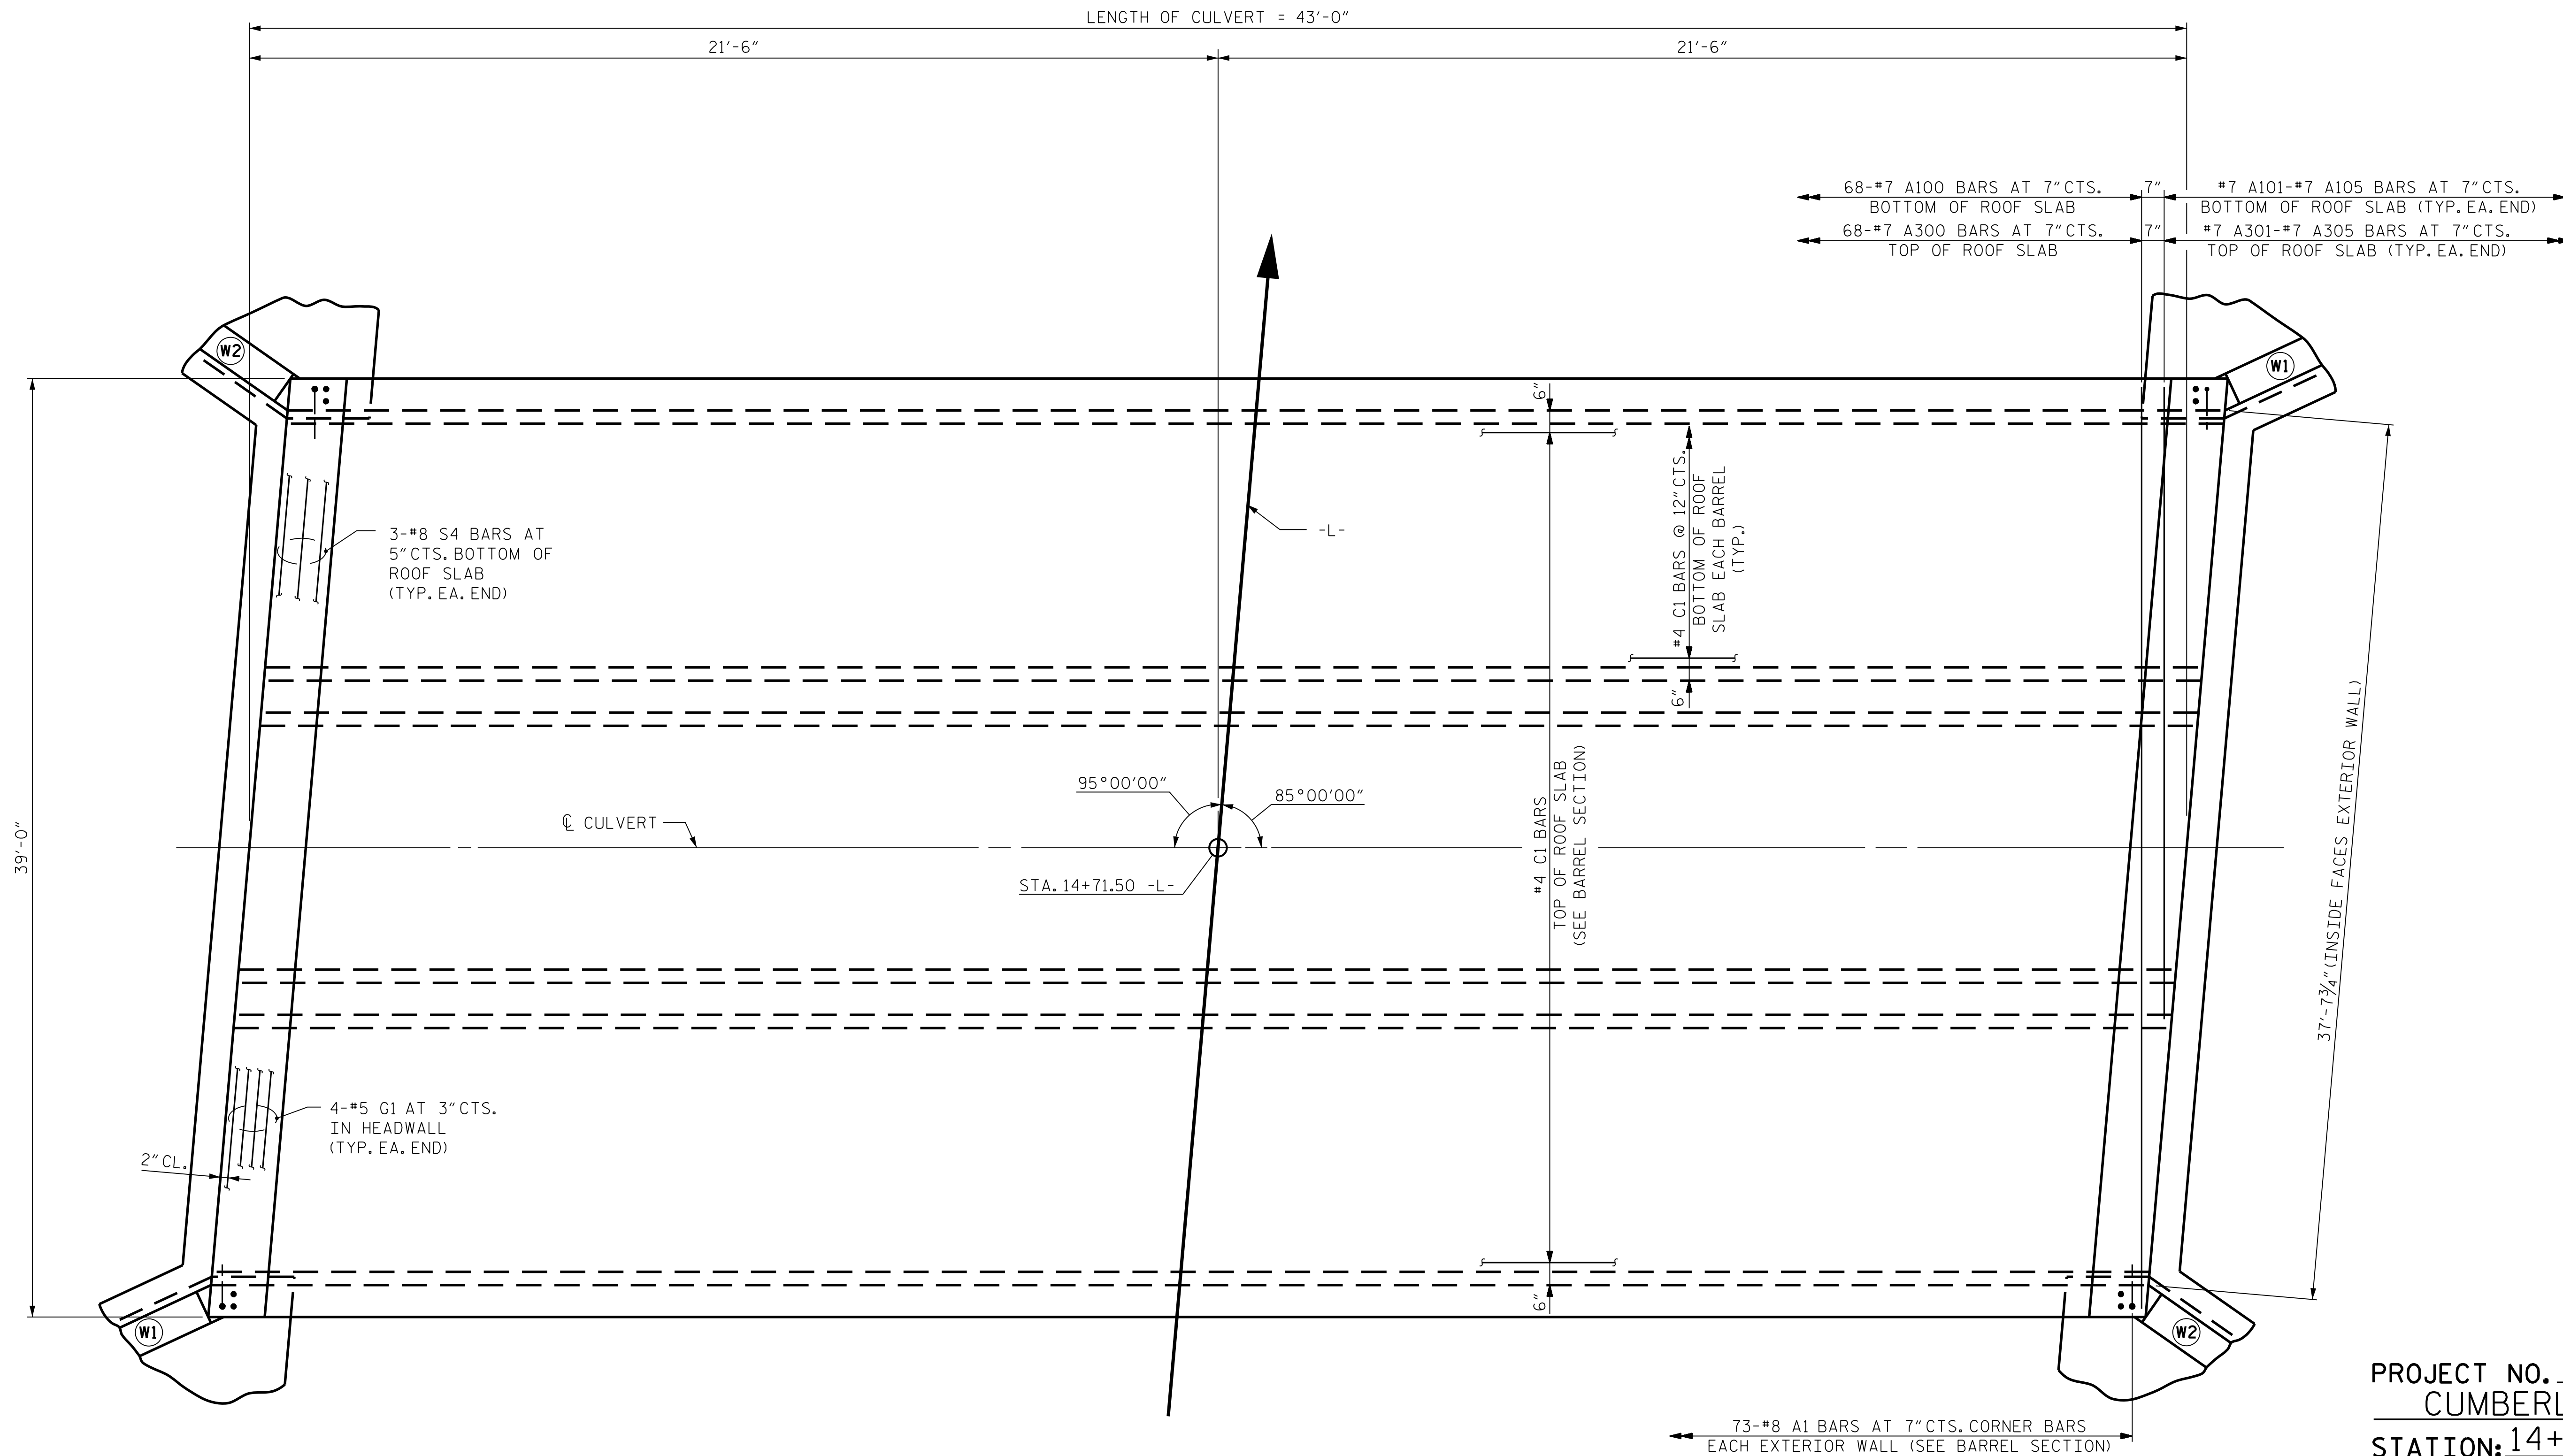 LENGTH OF CULVERT = 43'-0"
21'-6"
21'-6"
68-#7 A100 BARS AT 7"CTS.
BOTTOM OF ROOF SLAB
7"
#7 A101-#7 A105 BARS AT 7"CTS.
BOTTOM OF ROOF SLAB (TYP. EA. END)
68-#7 A300 BARS AT 7"CTS.
TOP OF ROOF SLAB
7"
#7 A301-#7 A305 BARS AT 7"CTS.
TOP OF ROOF SLAB (TYP. EA. END)
W2
W1
6"
#4 C1 BARS @ 12"CTS.
BOTTOM OF ROOF
SLAB EACH BARREL
(TYP.)
6"
-L-
3-#8 S4 BARS AT
5"CTS. BOTTOM OF
ROOF SLAB
(TYP. EA. END)
39'-0"
℄ CULVERT
95°00'00"
85°00'00"
STA. 14+71.50 -L-
#4 C1 BARS
TOP OF ROOF SLAB
(SEE BARREL SECTION)
37'-7¾"(INSIDE FACES EXTERIOR WALL)
4-#5 G1 AT 3"CTS.
IN HEADWALL
(TYP. EA. END)
2"CL.
6"
W1
W2
73-#8 A1 BARS AT 7"CTS. CORNER BARS
EACH EXTERIOR WALL (SEE BARREL SECTION)
PROJECT NO.
CUMBERL
STATION: 14+